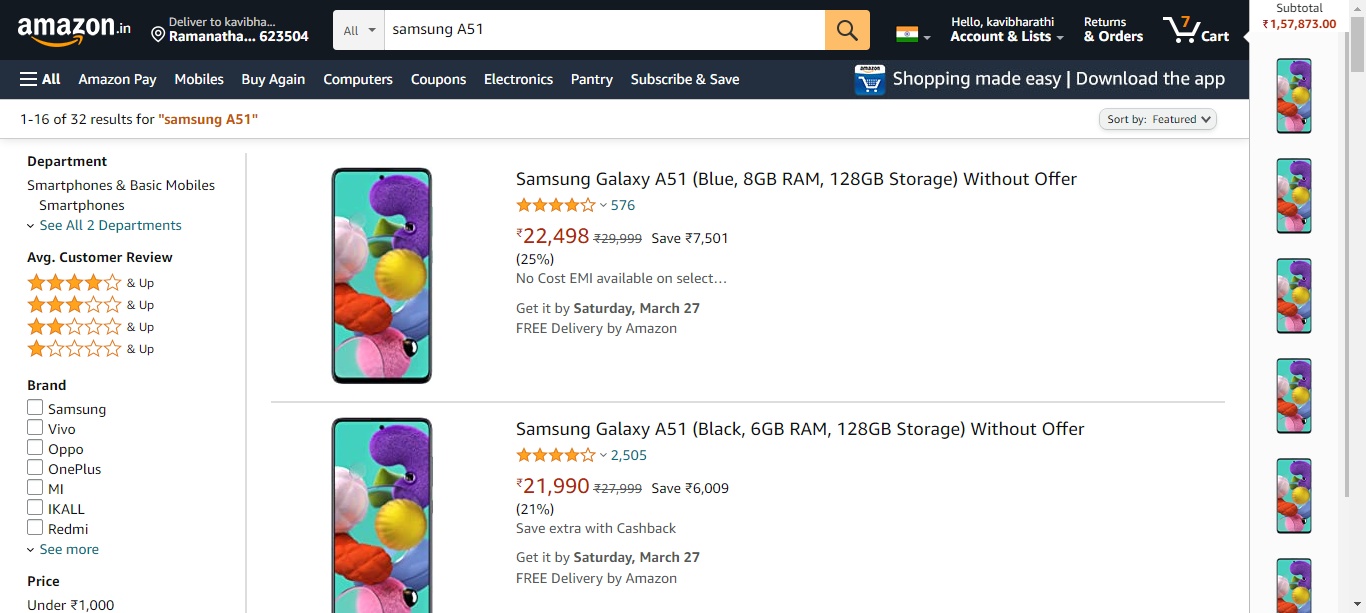 amazon.in
Deliver to kavibha...
Ramanatha... 623504
All
samsung A51
Hello, kavibharathi
Account & Lists
Returns
& Orders
7
Cart
Subtotal
₹1,57,873.00
All
Amazon Pay
Mobiles
Buy Again
Computers
Coupons
Electronics
Pantry
Subscribe & Save
amazon
Shopping made easy | Download the app
1-16 of 32 results for "samsung A51"
Sort by: Featured
Department
Smartphones & Basic Mobiles
Smartphones
See All 2 Departments
Avg. Customer Review
& Up
& Up
& Up
& Up
Brand
Samsung
Vivo
Oppo
OnePlus
MI
IKALL
Redmi
See more
Price
Under ₹1,000
Samsung Galaxy A51 (Blue, 8GB RAM, 128GB Storage) Without Offer
576
₹22,498 ₹29,999 Save ₹7,501
(25%)
No Cost EMI available on select…
Get it by Saturday, March 27
FREE Delivery by Amazon
Samsung Galaxy A51 (Black, 6GB RAM, 128GB Storage) Without Offer
2,505
₹21,990 ₹27,999 Save ₹6,009
(21%)
Save extra with Cashback
Get it by Saturday, March 27
FREE Delivery by Amazon